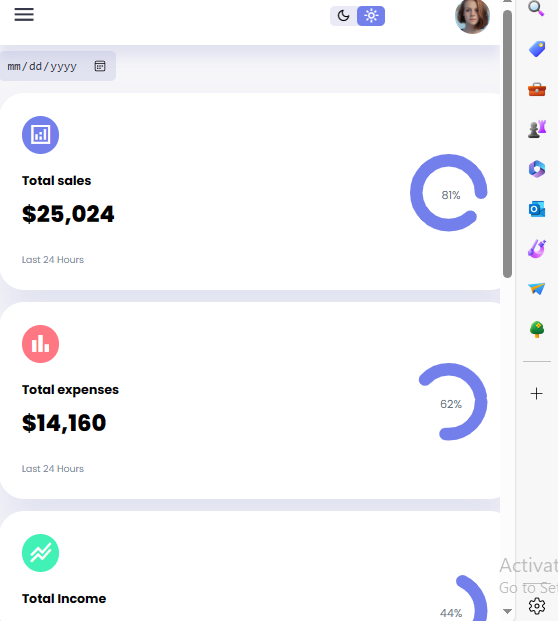 mm/dd/yyyy
Total sales
$25,024
81%
Last 24 Hours
Total expenses
$14,160
62%
Last 24 Hours
Total Income
44%
Activat
Go to Se